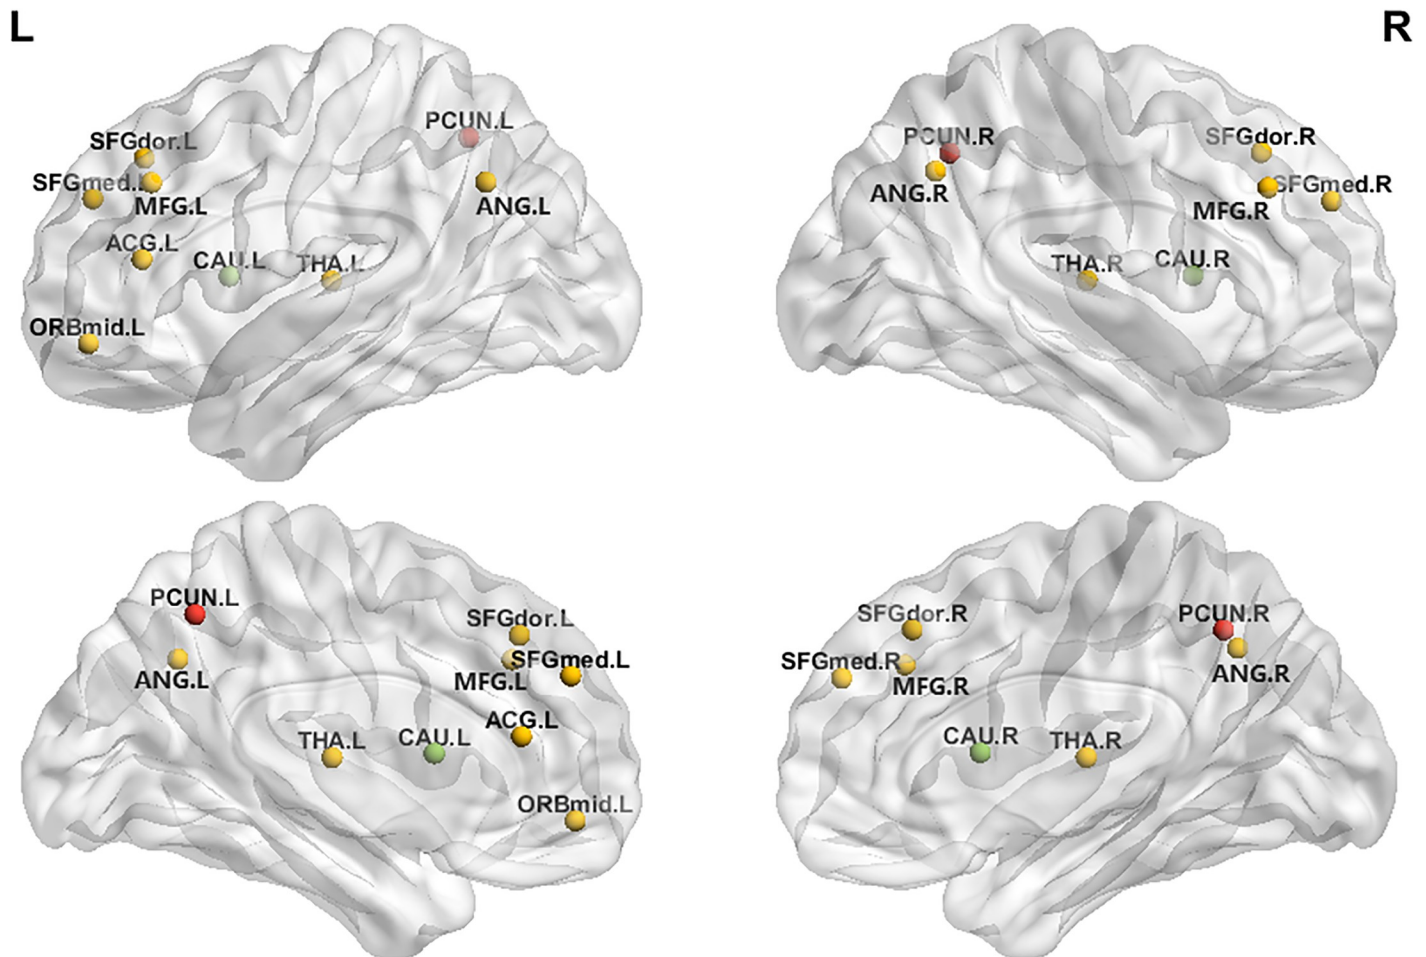 L
R
PCUN.L
SFGdor.L
SFGmed.L
MFG.L
ANG.L
ACG.L
CAU.L
THA.L
ORBmid.L
PCUN.R
SFGdor.R
ANG.R
SFGmed.R
MFG.R
THA.R
CAU.R
PCUN.L
SFGdor.L
ANG.L
SFGmed.L
MFG.L
ACG.L
THA.L
CAU.L
ORBmid.L
SFGdor.R
PCUN.R
SFGmed.R
ANG.R
MFG.R
CAU.R
THA.R